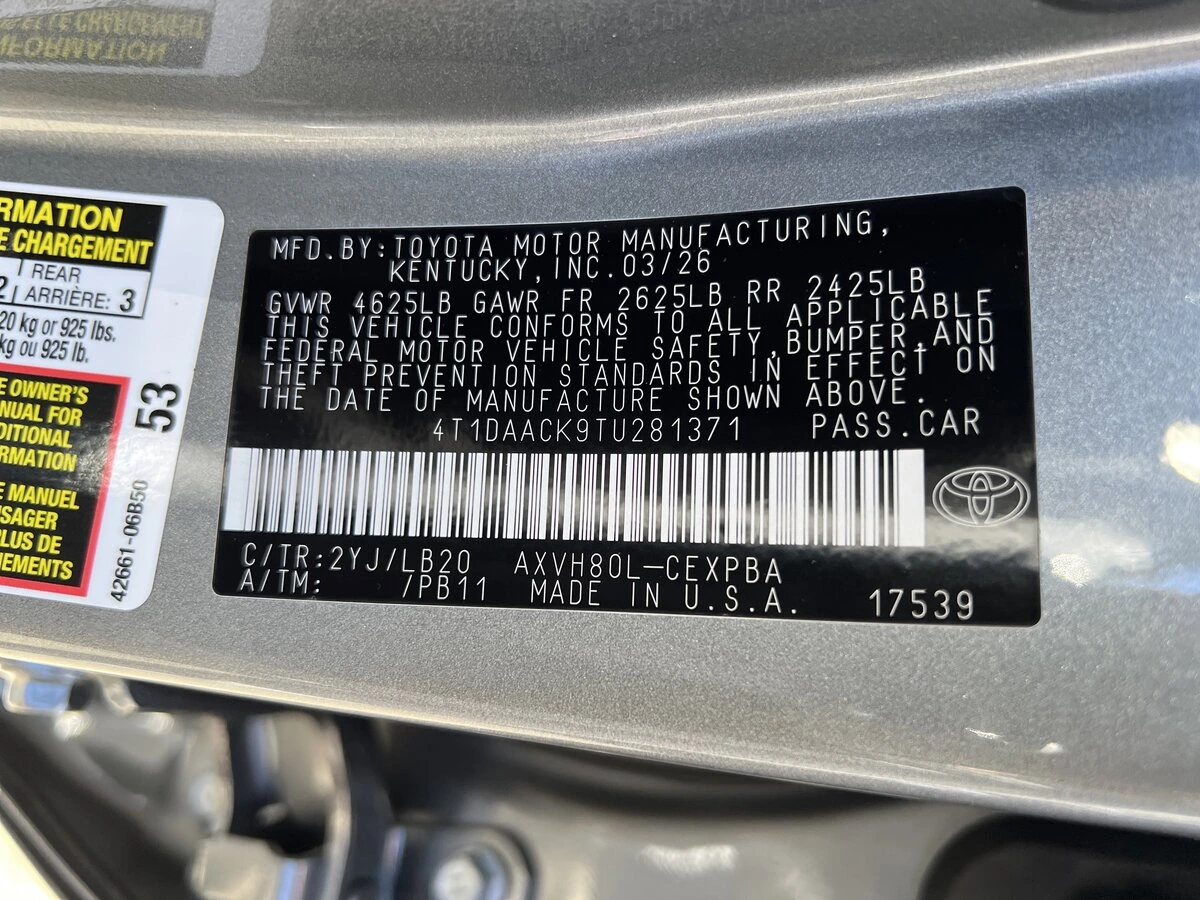 RMATION
E CHARGEMENT
REAR
2 ARRIÈRE: 3
20 kg or 925 lbs.
kg ou 925 lb.
E OWNER'S
NUAL FOR
DITIONAL
RMATION
E MANUEL
USAGER
LUS DE
NEMENTS
53
42661-06B50
MFD.BY:TOYOTA MOTOR MANUFACTURING,
KENTUCKY,INC.03/26
GVWR 4625LB GAWR FR 2625LB RR 2425LB
THIS VEHICLE CONFORMS TO ALL APPLICABLE
FEDERAL MOTOR VEHICLE SAFETY,BUMPER,AND
THEFT PREVENTION STANDARDS IN EFFECT ON
THE DATE OF MANUFACTURE SHOWN ABOVE.
4T1DAACK9TU281371 PASS.CAR
C/TR:2YJ/LB20 AXVH80L-CEXPBA
A/TM: /PB11 MADE IN U.S.A. 17539